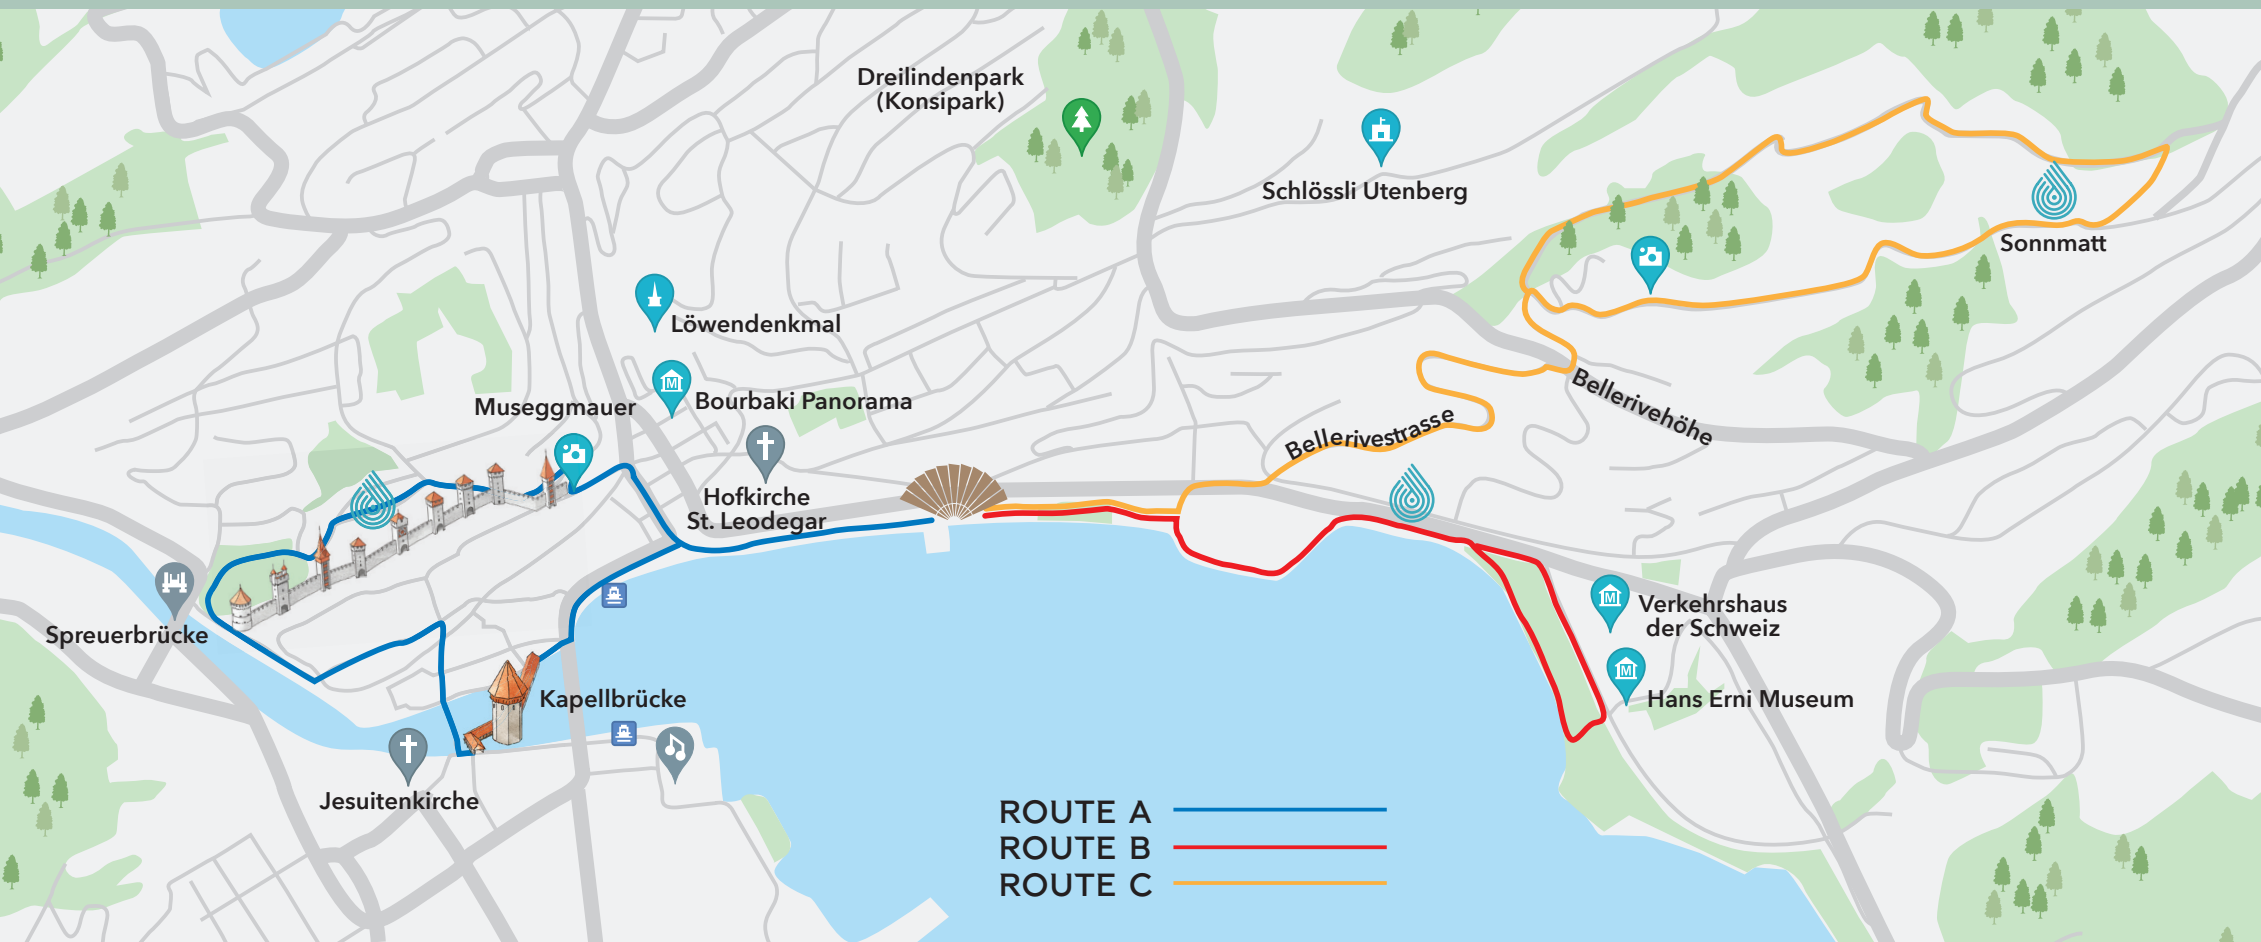 Dreilindenpark
(Konsipark)
Schlössli Utenberg
Sonnmatt
Löwendenkmal
Bellerivehöhe
Museggmauer
Bourbaki Panorama
Bellerivestrasse
Hofkirche
St. Leodegar
Verkehrshaus
der Schweiz
Spreuerbrücke
Kapellbrücke
Hans Erni Museum
Jesuitenkirche
ROUTE A
ROUTE B
ROUTE C
M
M
M